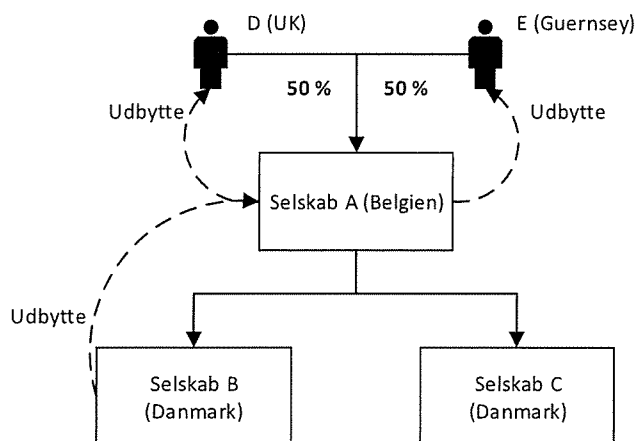 D (UK)
E (Guernsey)
50 %
50 %
Udbytte
Udbytte
Selskab A (Belgien)
Udbytte
Selskab B
(Danmark)
Selskab C
(Danmark)